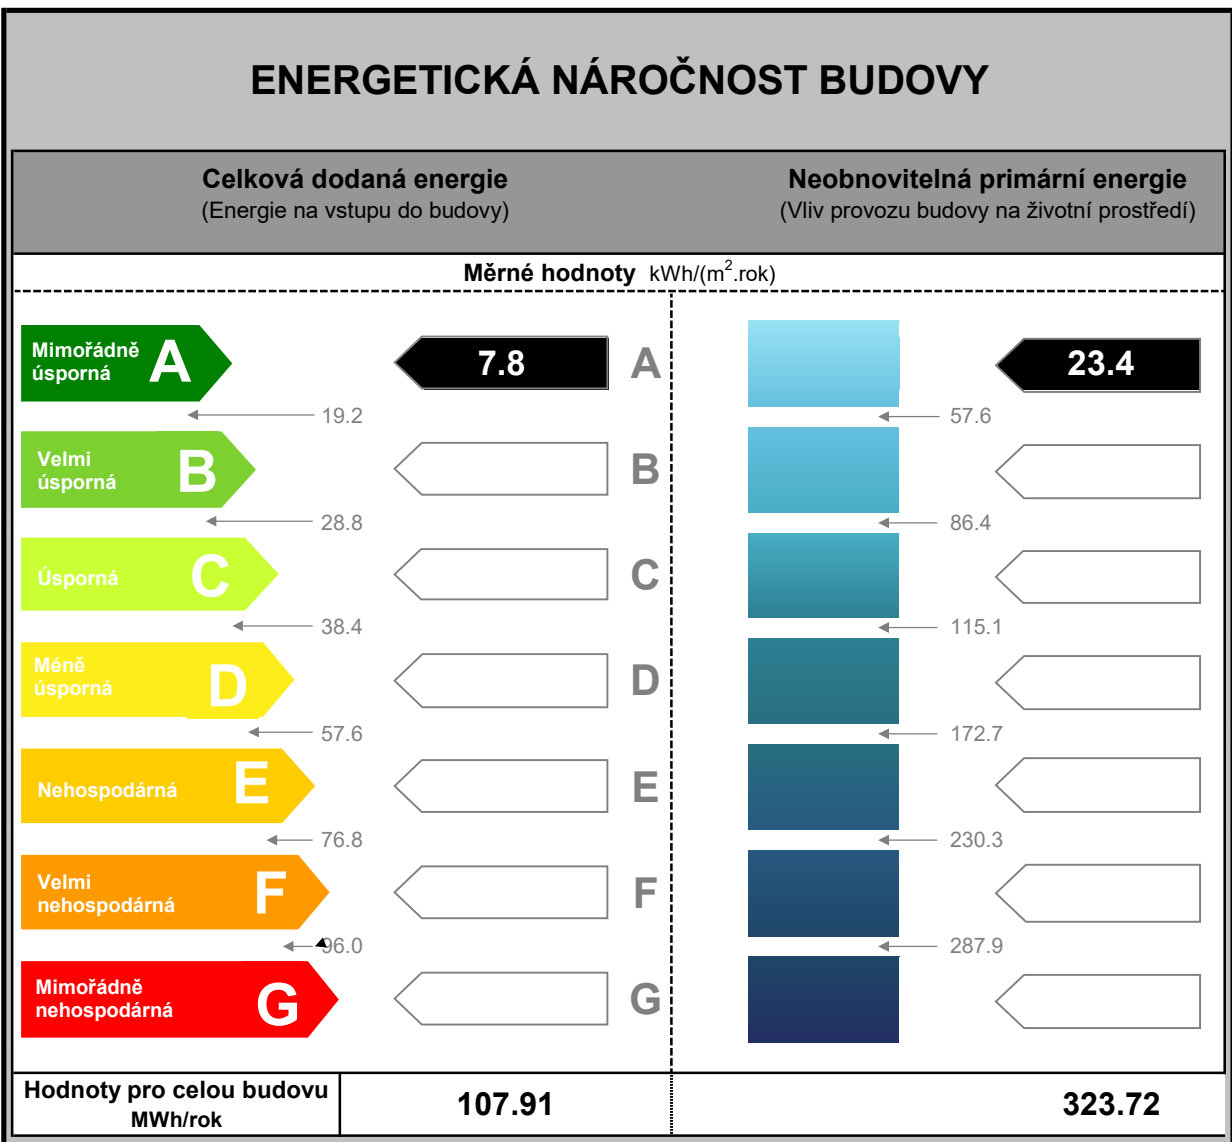 ENERGETICKÁ NÁROČNOST BUDOVY
Celková dodaná energie
(Energie na vstupu do budovy)
Neobnovitelná primární energie
(Vliv provozu budovy na životní prostředí)
Měrné hodnoty kWh/(m².rok)
Mimořádně
úsporná
A
7.8
A
23.4
19.2
57.6
Velmi
úsporná
B
B
28.8
86.4
Úsporná
C
C
38.4
115.1
Méně
úsporná
D
D
57.6
172.7
Nehospodárná
E
E
76.8
230.3
Velmi
nehospodárná
F
F
96.0
287.9
Mimořádně
nehospodárná
G
G
Hodnoty pro celou budovu
MWh/rok
107.91
323.72